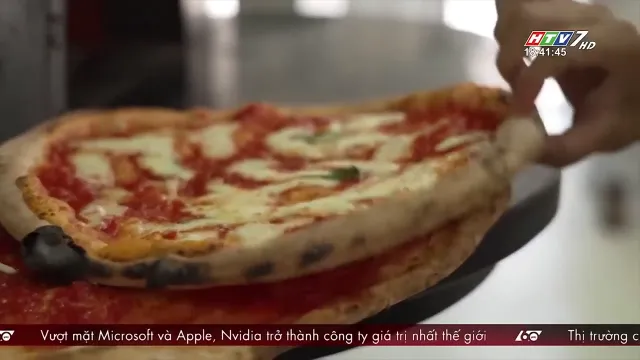 HTV7 HD
18:41:45
Vượt mặt Microsoft và Apple, Nvidia trở thành công ty giá trị nhất thế giới
60
Thị trường c